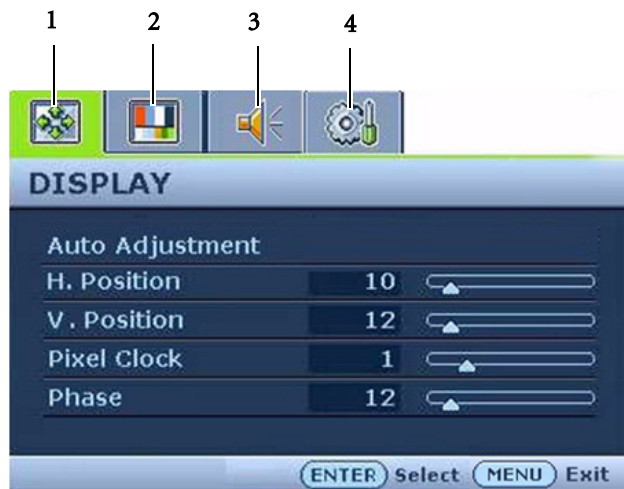 1 2 3 4
DISPLAY
Auto Adjustment
H. Position 10
V. Position 12
Pixel Clock 1
Phase 12
ENTER Select MENU Exit